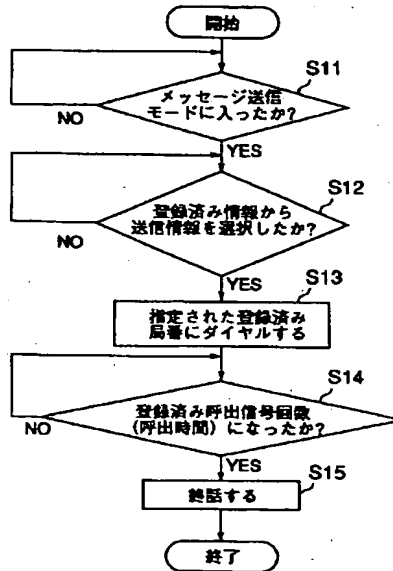 開始
S11
メッセージ送信
モードに入ったか?
NO
YES
S12
登録済み情報から
送信情報を選択したか?
NO
YES
S13
指定された登録済み
局番にダイヤルする
S14
登録済み呼出信号回数
(呼出時間)になったか?
NO
YES
S15
終話する
終了